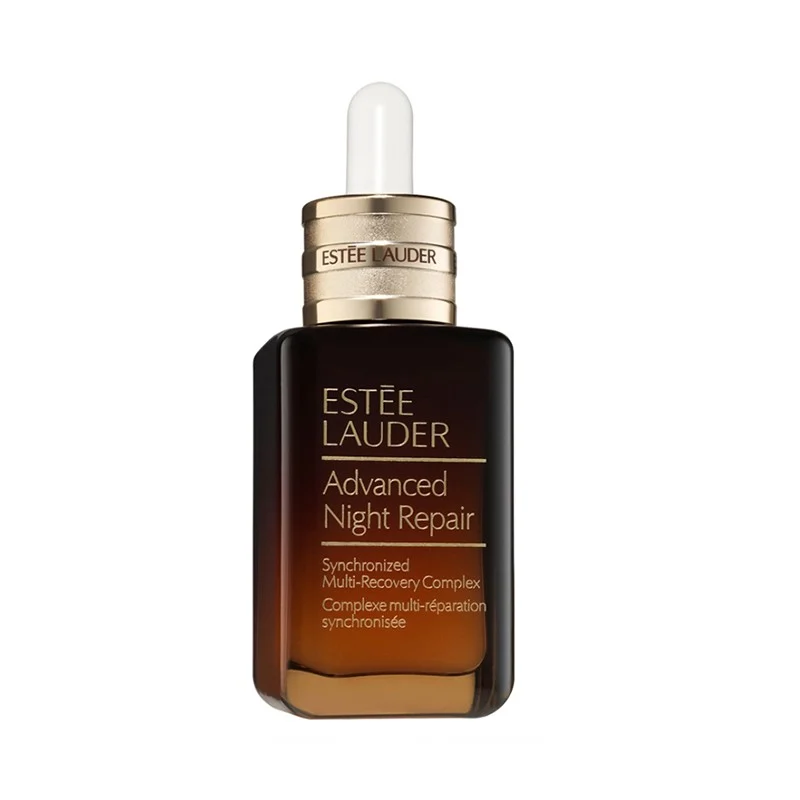 ESTĒE LAUDER
ESTĒE
LAUDER
Advanced
Night Repair
Synchronized
Multi-Recovery Complex
Complexe multi-réparation
synchronisée